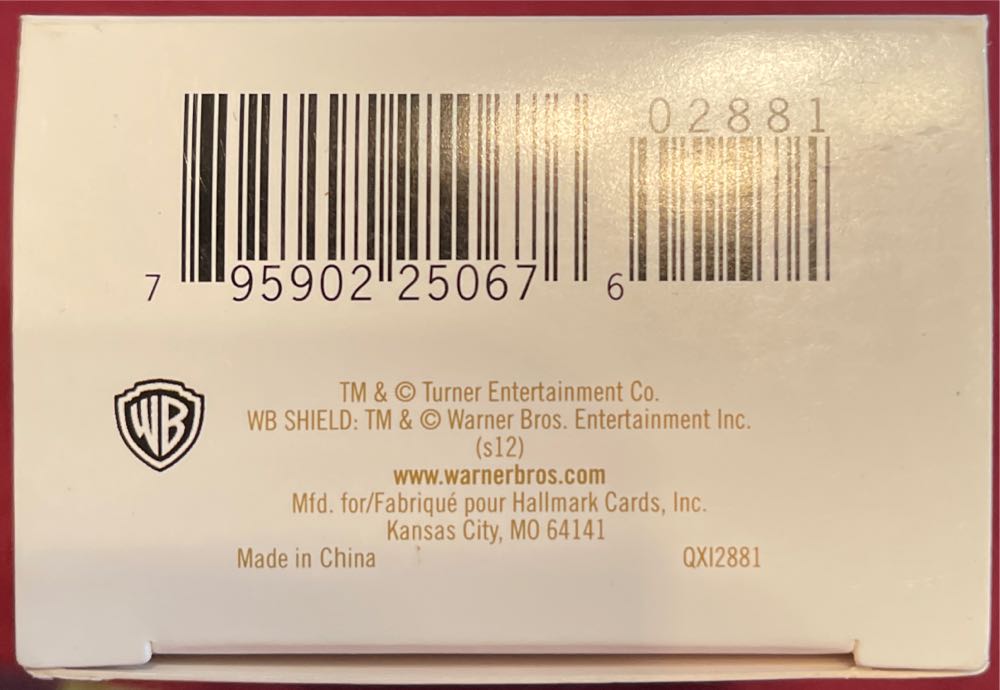 02881
7 95902 25067 6
WB
TM & © Turner Entertainment Co.
WB SHIELD: TM & © Warner Bros. Entertainment Inc.
(s12)
www.warnerbros.com
Mfd. for/Fabriqué pour Hallmark Cards, Inc.
Kansas City, MO 64141
Made in China QXI2881